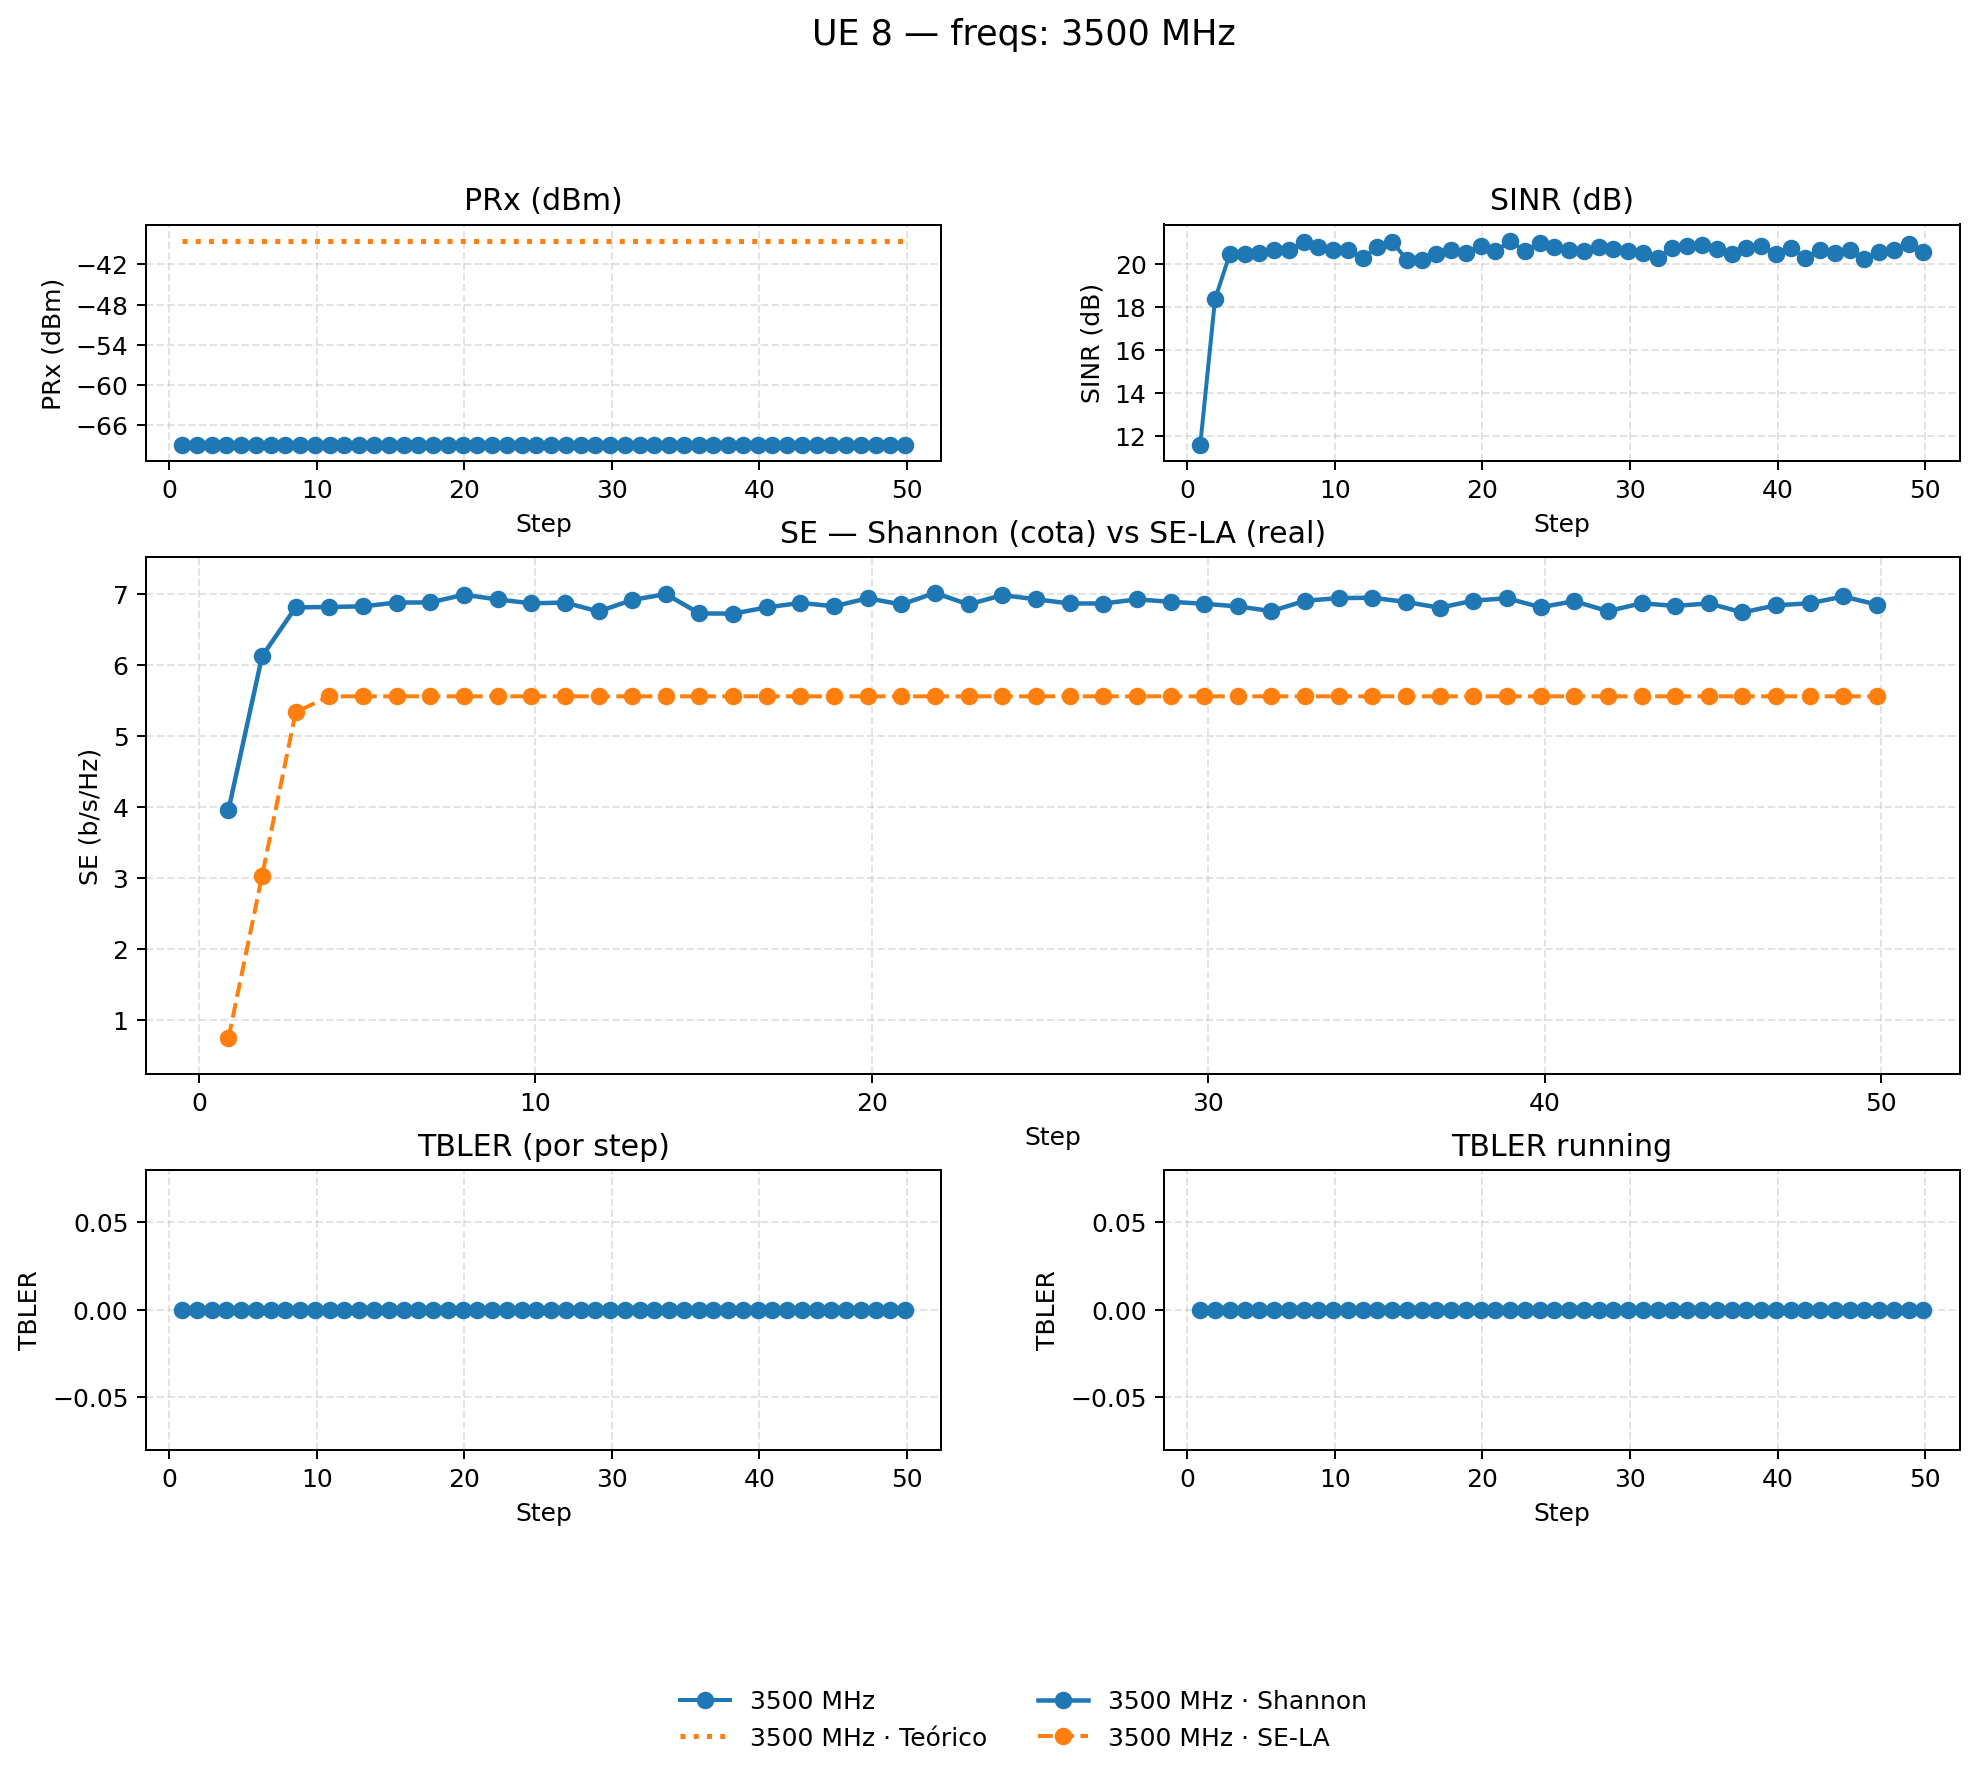 UE 8 — freqs: 3500 MHz
PRx (dBm)
SINR (dB)
PRx (dBm)
−42
−48
−54
−60
−66
0 10 20 30 40 50
Step
SINR (dB)
20
18
16
14
12
0 10 20 30 40 50
Step
SE — Shannon (cota) vs SE-LA (real)
SE (b/s/Hz)
7
6
5
4
3
2
1
0 10 20 30 40 50
Step
TBLER (por step)
TBLER
0.05
0.00
−0.05
0 10 20 30 40 50
Step
TBLER running
TBLER
0.05
0.00
−0.05
0 10 20 30 40 50
Step
3500 MHz
3500 MHz · Teórico
3500 MHz · Shannon
3500 MHz · SE-LA